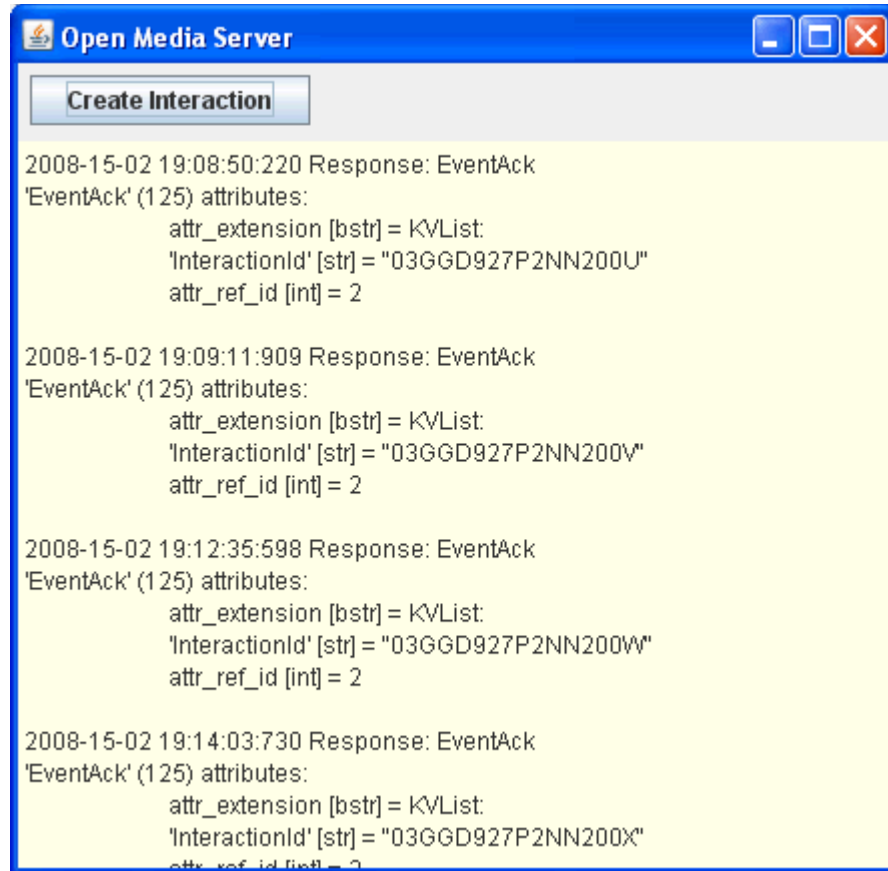 Open Media Server
Create Interaction
2008-15-02 19:08:50:220 Response: EventAck
'EventAck' (125) attributes:
attr_extension [bstr] = KVList:
'InteractionId' [str] = "03GGD927P2NN200U"
attr_ref_id [int] = 2
2008-15-02 19:09:11:909 Response: EventAck
'EventAck' (125) attributes:
attr_extension [bstr] = KVList:
'InteractionId' [str] = "03GGD927P2NN200V"
attr_ref_id [int] = 2
2008-15-02 19:12:35:598 Response: EventAck
'EventAck' (125) attributes:
attr_extension [bstr] = KVList:
'InteractionId' [str] = "03GGD927P2NN200W"
attr_ref_id [int] = 2
2008-15-02 19:14:03:730 Response: EventAck
'EventAck' (125) attributes:
attr_extension [bstr] = KVList:
'InteractionId' [str] = "03GGD927P2NN200X"
attr_ref_id [int] = 2